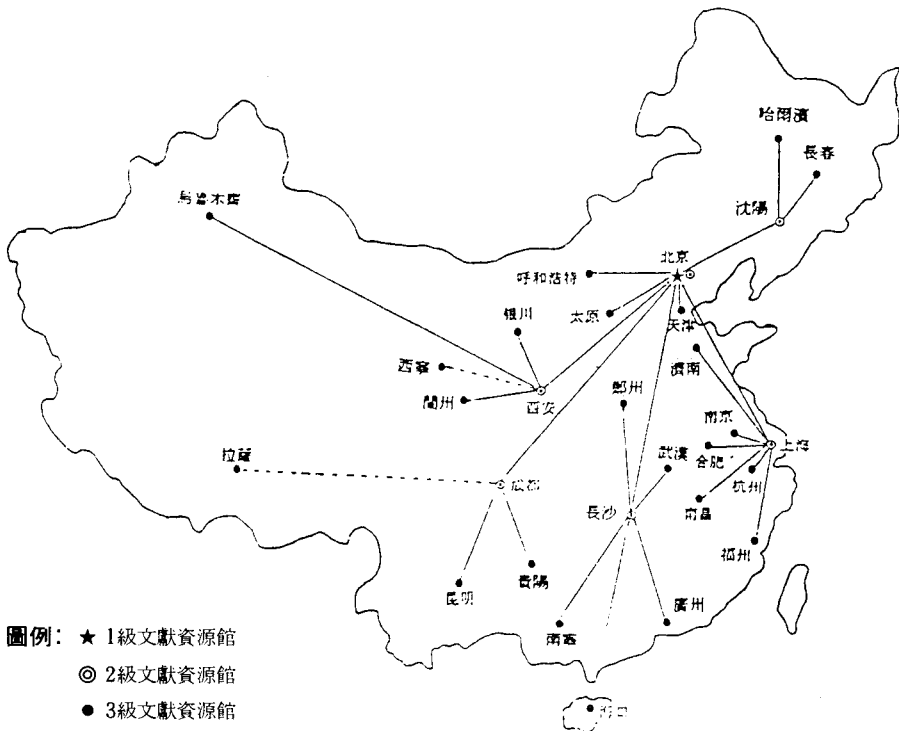 哈爾濱
長春
烏魯木齊
沈陽
北京
呼和浩特
太原
天津
银川
濟南
西寧
蘭州
西安
鄭州
南京
上海
合肥
拉薩
成都
武漢
杭州
長沙
南昌
福州
昆明
貴陽
南寧
廣州
圖例：
★ 1級文獻資源館
◎ 2級文獻資源館
● 3級文獻資源館
海口